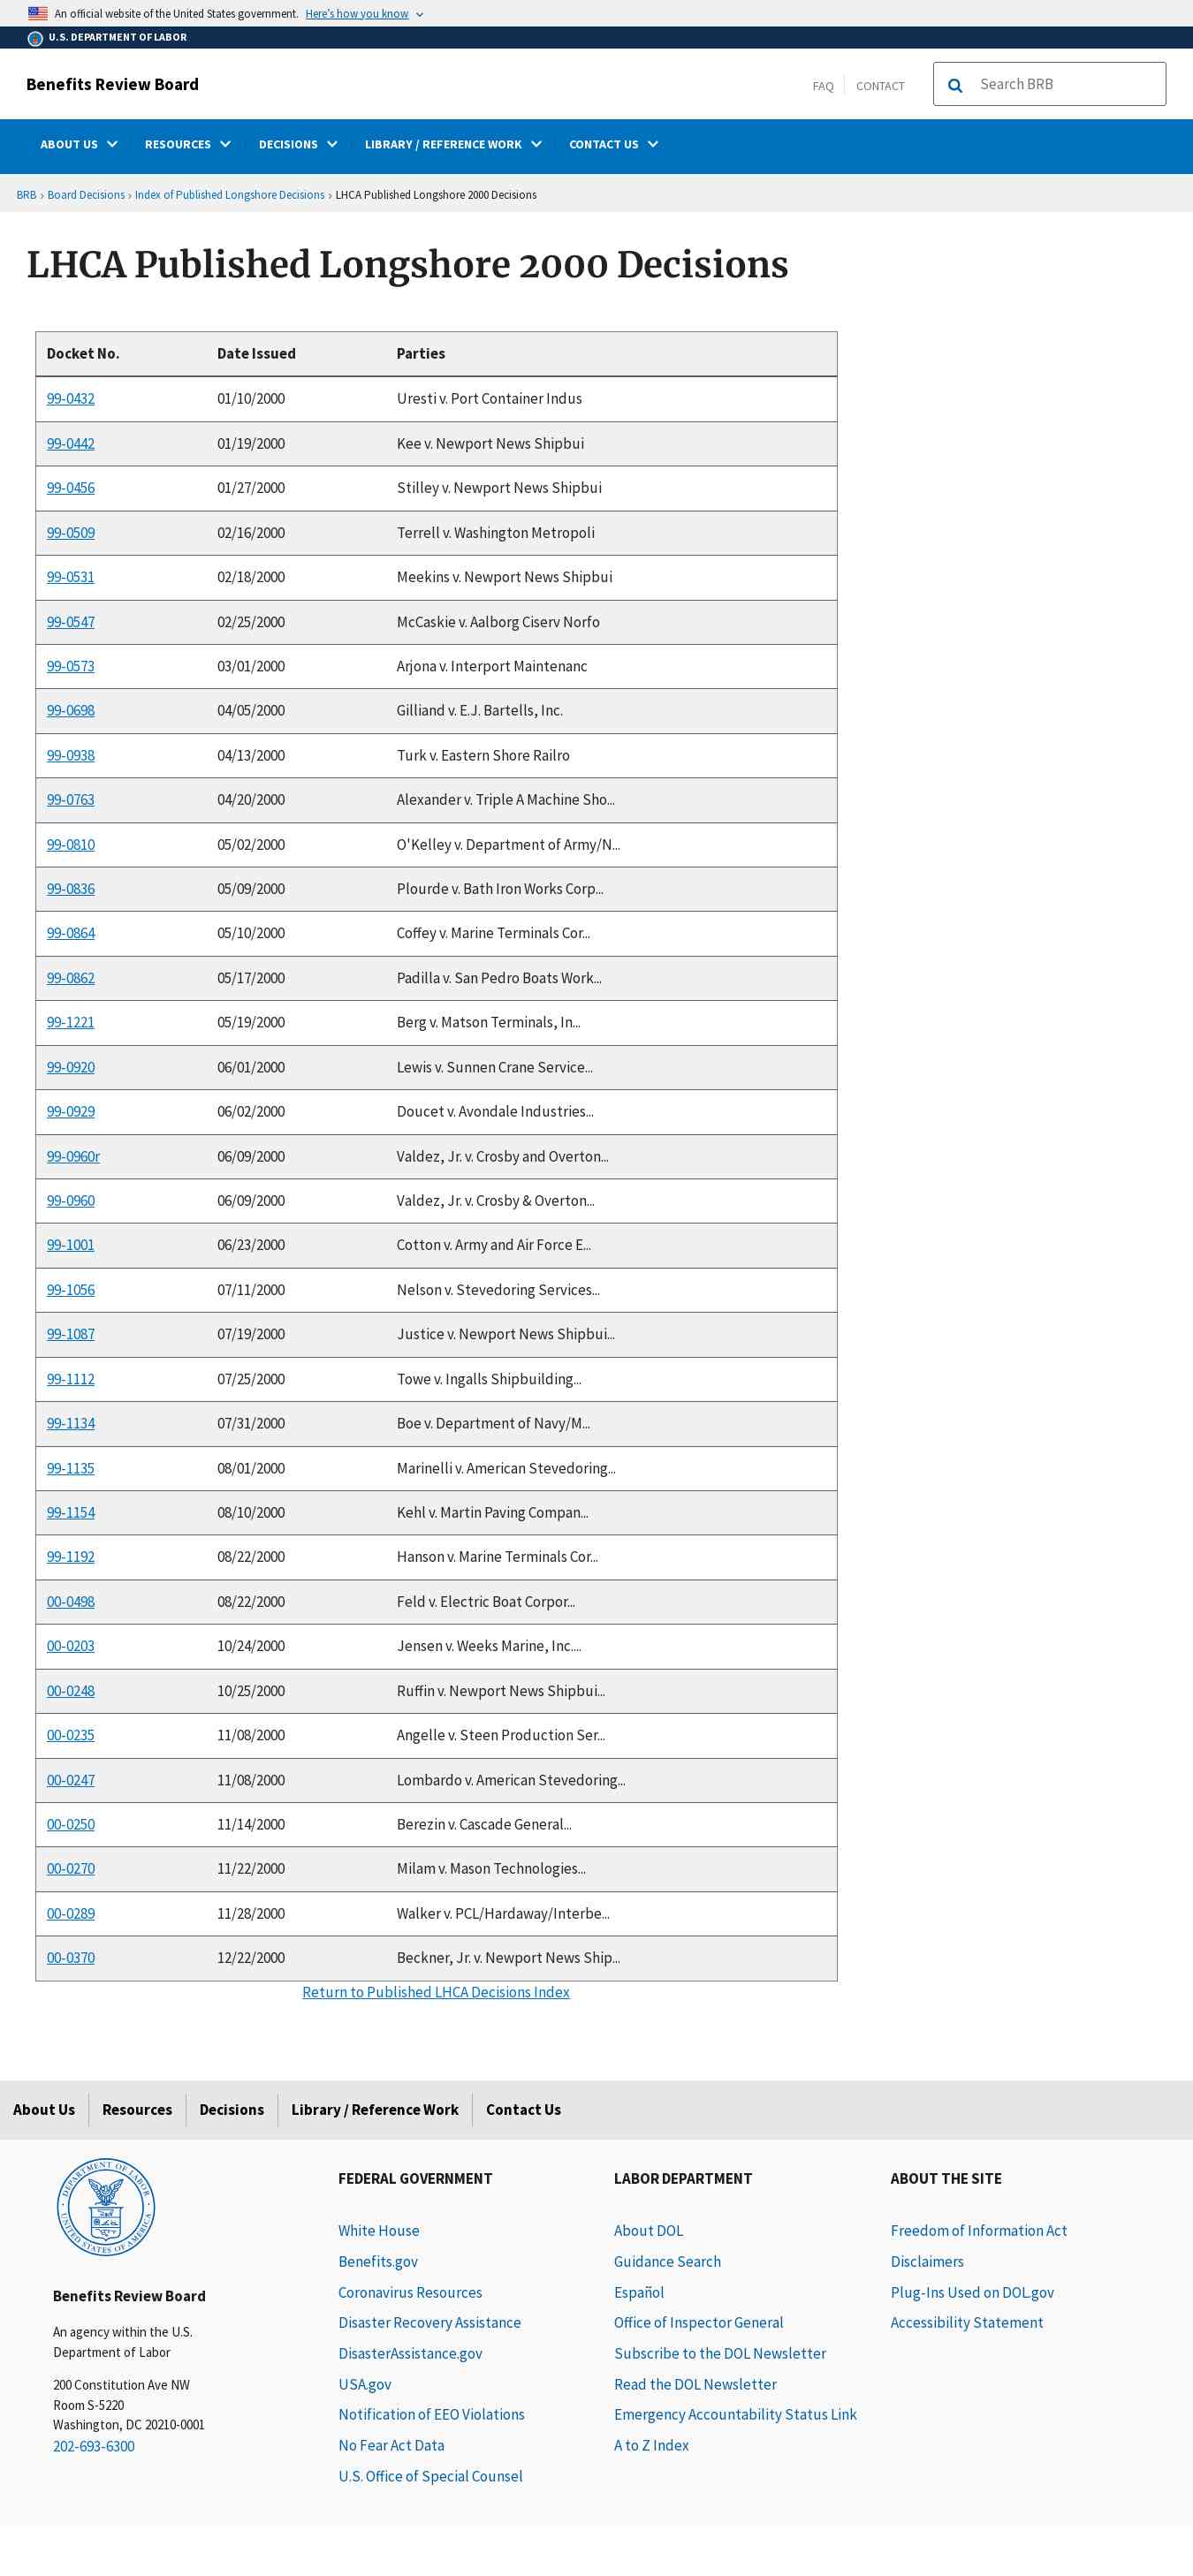 An official website of the United States government. Here's how you know
U.S. DEPARTMENT OF LABOR
Benefits Review Board
FAQ CONTACT Search BRB
ABOUT US RESOURCES DECISIONS LIBRARY / REFERENCE WORK CONTACT US
BRB › Board Decisions › Index of Published Longshore Decisions › LHCA Published Longshore 2000 Decisions
LHCA Published Longshore 2000 Decisions
Docket No. Date Issued Parties
99-0432 01/10/2000 Uresti v. Port Container Indus
99-0442 01/19/2000 Kee v. Newport News Shipbui
99-0456 01/27/2000 Stilley v. Newport News Shipbui
99-0509 02/16/2000 Terrell v. Washington Metropoli
99-0531 02/18/2000 Meekins v. Newport News Shipbui
99-0547 02/25/2000 McCaskie v. Aalborg Ciserv Norfo
99-0573 03/01/2000 Arjona v. Interport Maintenanc
99-0698 04/05/2000 Gilliand v. E.J. Bartells, Inc.
99-0938 04/13/2000 Turk v. Eastern Shore Railro
99-0763 04/20/2000 Alexander v. Triple A Machine Sho...
99-0810 05/02/2000 O'Kelley v. Department of Army/N...
99-0836 05/09/2000 Plourde v. Bath Iron Works Corp...
99-0864 05/10/2000 Coffey v. Marine Terminals Cor...
99-0862 05/17/2000 Padilla v. San Pedro Boats Work...
99-1221 05/19/2000 Berg v. Matson Terminals, In...
99-0920 06/01/2000 Lewis v. Sunnen Crane Service...
99-0929 06/02/2000 Doucet v. Avondale Industries...
99-0960r 06/09/2000 Valdez, Jr. v. Crosby and Overton...
99-0960 06/09/2000 Valdez, Jr. v. Crosby & Overton...
99-1001 06/23/2000 Cotton v. Army and Air Force E...
99-1056 07/11/2000 Nelson v. Stevedoring Services...
99-1087 07/19/2000 Justice v. Newport News Shipbui...
99-1112 07/25/2000 Towe v. Ingalls Shipbuilding...
99-1134 07/31/2000 Boe v. Department of Navy/M...
99-1135 08/01/2000 Marinelli v. American Stevedoring...
99-1154 08/10/2000 Kehl v. Martin Paving Compan...
99-1192 08/22/2000 Hanson v. Marine Terminals Cor...
00-0498 08/22/2000 Feld v. Electric Boat Corpor...
00-0203 10/24/2000 Jensen v. Weeks Marine, Inc....
00-0248 10/25/2000 Ruffin v. Newport News Shipbui...
00-0235 11/08/2000 Angelle v. Steen Production Ser...
00-0247 11/08/2000 Lombardo v. American Stevedoring...
00-0250 11/14/2000 Berezin v. Cascade General...
00-0270 11/22/2000 Milam v. Mason Technologies...
00-0289 11/28/2000 Walker v. PCL/Hardaway/Interbe...
00-0370 12/22/2000 Beckner, Jr. v. Newport News Ship...
Return to Published LHCA Decisions Index
About Us Resources Decisions Library / Reference Work Contact Us
DEPARTMENT OF LABOR
UNITED STATES OF AMERICA
Benefits Review Board
An agency within the U.S.
Department of Labor
200 Constitution Ave NW
Room S-5220
Washington, DC 20210-0001
202-693-6300
FEDERAL GOVERNMENT
White House
Benefits.gov
Coronavirus Resources
Disaster Recovery Assistance
DisasterAssistance.gov
USA.gov
Notification of EEO Violations
No Fear Act Data
U.S. Office of Special Counsel
LABOR DEPARTMENT
About DOL
Guidance Search
Español
Office of Inspector General
Subscribe to the DOL Newsletter
Read the DOL Newsletter
Emergency Accountability Status Link
A to Z Index
ABOUT THE SITE
Freedom of Information Act
Disclaimers
Plug-Ins Used on DOL.gov
Accessibility Statement